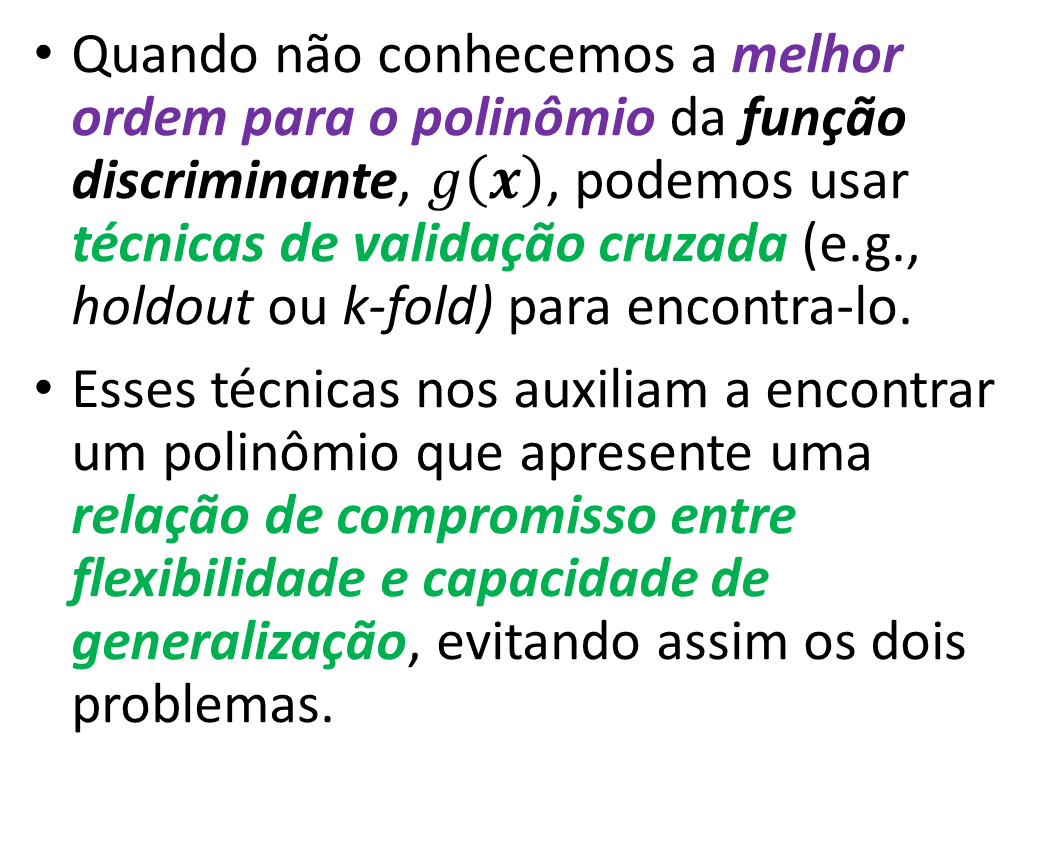 • Quando não conhecemos a melhor
ordem para o polinômio da função
discriminante, g(x), podemos usar
técnicas de validação cruzada (e.g.,
holdout ou k-fold) para encontra-lo.
• Esses técnicas nos auxiliam a encontrar
um polinômio que apresente uma
relação de compromisso entre
flexibilidade e capacidade de
generalização, evitando assim os dois
problemas.